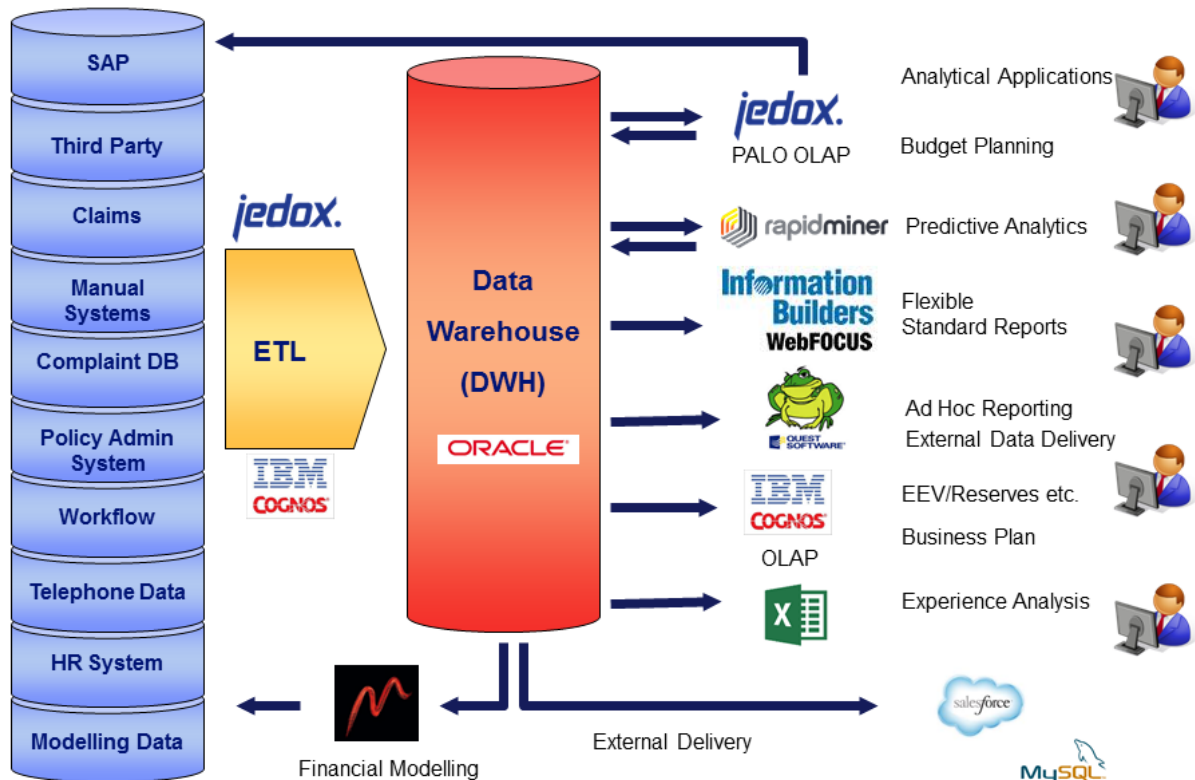 SAP
Third Party
Claims
Manual
Systems
Complaint DB
Policy Admin
System
Workflow
Telephone Data
HR System
Modelling Data
jedox.
ETL
IBM
COGNOS®
Data
Warehouse
(DWH)
ORACLE®
jedox.
PALO OLAP
Analytical Applications
Budget Planning
rapidminer
Predictive Analytics
Information
Builders
WebFOCUS
Flexible
Standard Reports
QUEST
SOFTWARE®
Ad Hoc Reporting
External Data Delivery
IBM
COGNOS®
OLAP
EEV/Reserves etc.
Business Plan
X
Experience Analysis
Financial Modelling
External Delivery
salesforce
MySQL